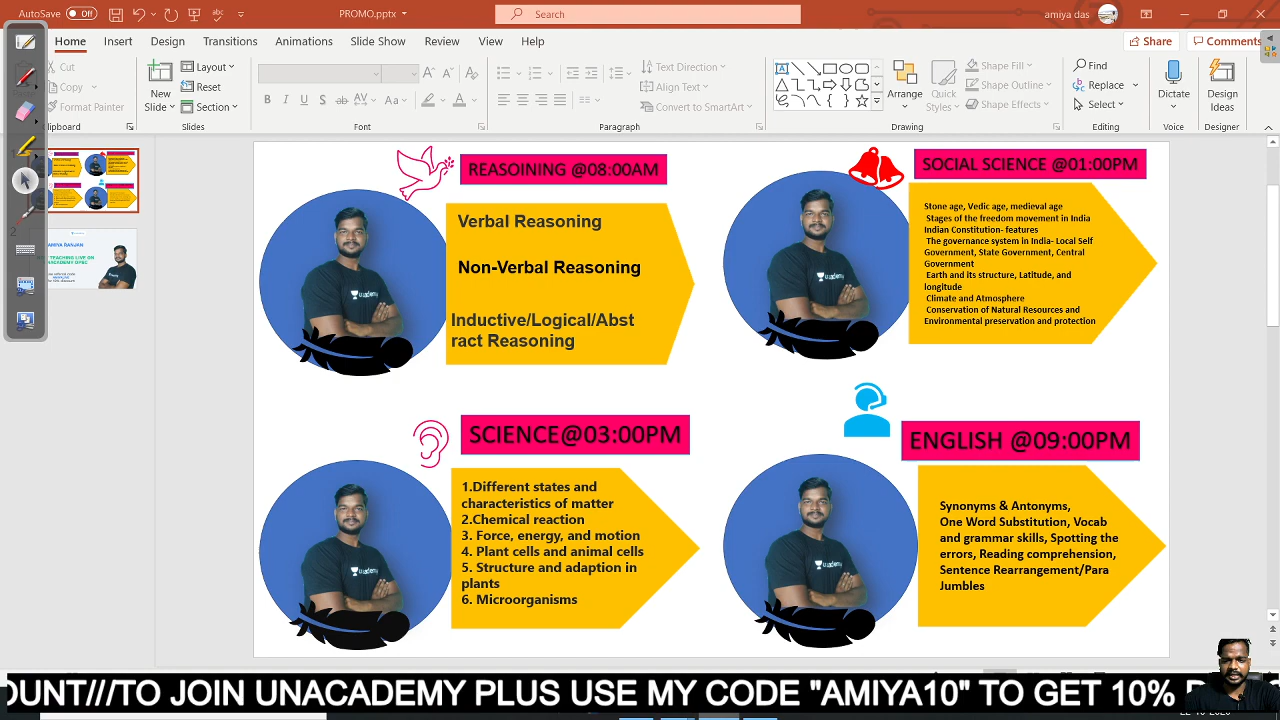 AutoSave Off PROMO.pptx Search amiya das
Home Insert Design Transitions Animations Slide Show Review View Help Share Comments
Cut
Copy
Format Painter
New
Slide
Layout
Reset
Section
Text Direction
Align Text
Convert to SmartArt
Arrange
Quick
Styles
Shape Fill
Shape Outline
Shape Effects
Find
Replace
Select
Dictate
Design
Ideas
lipboard Slides Font Paragraph Drawing Editing Voice Designer
2
AMIYA RANJAN
REASOINING @08:00AM
Verbal Reasoning
Non-Verbal Reasoning
Inductive/Logical/Abst
ract Reasoning
unacademy
SOCIAL SCIENCE @01:00PM
Stone age, Vedic age, medieval age
Stages of the freedom movement in India
Indian Constitution- features
The governance system in India- Local Self
Government, State Government, Central
Government
Earth and its structure, Latitude, and
longitude
Climate and Atmosphere
Conservation of Natural Resources and
Environmental preservation and protection
unacademy
SCIENCE@03:00PM
1.Different states and
characteristics of matter
2.Chemical reaction
3. Force, energy, and motion
4. Plant cells and animal cells
5. Structure and adaption in
plants
6. Microorganisms
unacademy
ENGLISH @09:00PM
Synonyms & Antonyms,
One Word Substitution, Vocab
and grammar skills, Spotting the
errors, Reading comprehension,
Sentence Rearrangement/Para
Jumbles
unacademy
OUNT///TO JOIN UNACADEMY PLUS USE MY CODE "AMIYA10" TO GET 10% D